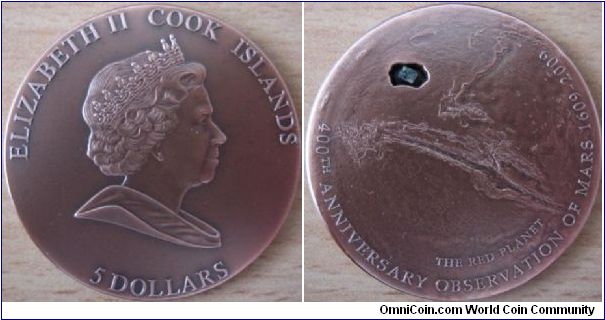 ELIZABETH II COOK ISLANDS
5 DOLLARS
400TH ANNIVERSARY OBSERVATION OF MARS 1609-2009
THE RED PLANET
OmniCoin.com World Coin Community